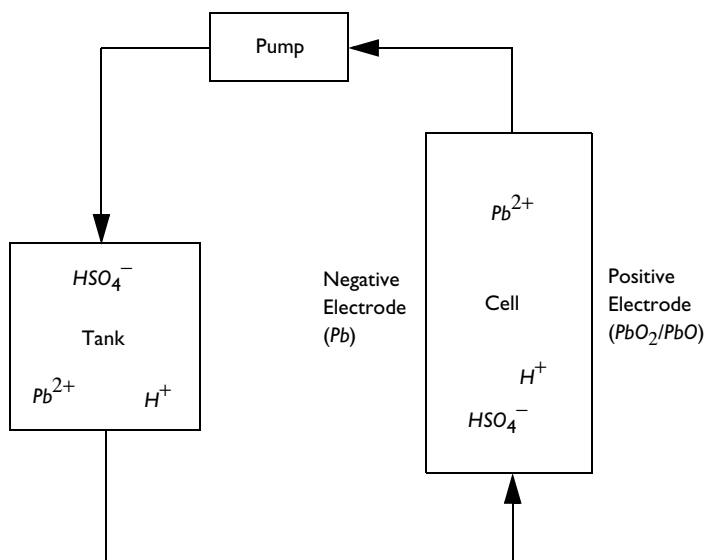 Pump
Pb2+
HSO4−
Negative
Electrode
(Pb)
Positive
Electrode
(PbO2/PbO)
Cell
Tank
Pb2+
H+
H+
HSO4−